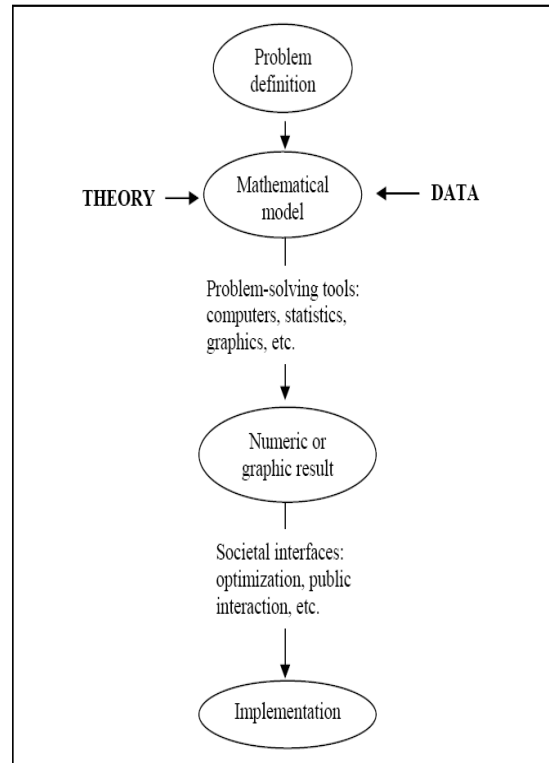 Problem
definition
THEORY
Mathematical
model
DATA
Problem-solving tools:
computers, statistics,
graphics, etc.
Numeric or
graphic result
Societal interfaces:
optimization, public
interaction, etc.
Implementation